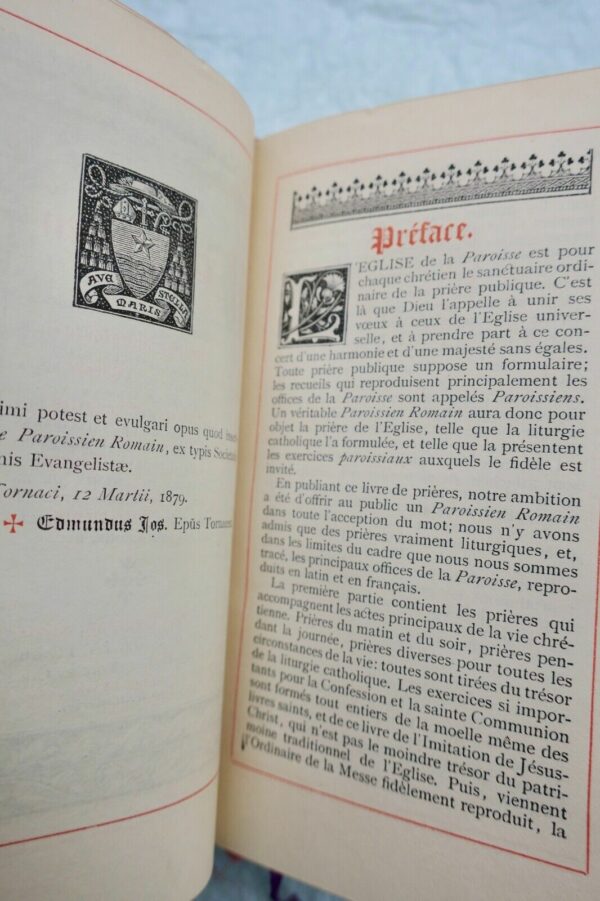 AVE MARIS STELLA
imi potest et evulgari opus quod
e Paroissien Romain, ex typis Societ
nis Evangelistæ.
Tornaci, 12 Martii, 1879.
✠ Edmundus Jos. Epūs Tornacen
Préface.
L'EGLISE de la Paroisse est pour
chaque chrétien le sanctuaire ordi-
naire de la prière publique. C'est
là que Dieu l'appelle à unir ses
vœux à ceux de l'Eglise univer-
selle, et à prendre part à ce con-
cert d'une harmonie et d'une majesté sans égales.
Toute prière publique suppose un formulaire;
les recueils qui reproduisent principalement les
offices de la Paroisse sont appelés Paroissiens.
Un véritable Paroissien Romain aura donc pour
objet la prière de l'Eglise, telle que la liturgie
catholique l'a formulée, et telle que la présentent
les exercices paroissiaux auxquels le fidèle est
invité.
En publiant ce livre de prières, notre ambition
a été d'offrir au public un Paroissien Romain
dans toute l'acception du mot; nous n'y avons
admis que des prières vraiment liturgiques, et,
dans les limites du cadre que nous nous sommes
tracé, les principaux offices de la Paroisse, repro-
duits en latin et en français.
La première partie contient les prières qui
accompagnent les actes principaux de la vie chré-
tienne. Prières du matin et du soir, prières pen-
dant la journée, prières diverses pour toutes les
circonstances de la vie: toutes sont tirées du trésor
de la liturgie catholique. Les exercices si impor-
tants pour la Confession et la sainte Communion
sont formés tout entiers de la moelle même des
livres saints, et de ce livre de l'Imitation de Jésus-
Christ, qui n'est pas le moindre trésor du patri-
moine traditionnel de l'Eglise. Puis, viennent
l'Ordinaire de la Messe fidèlement reproduit, la